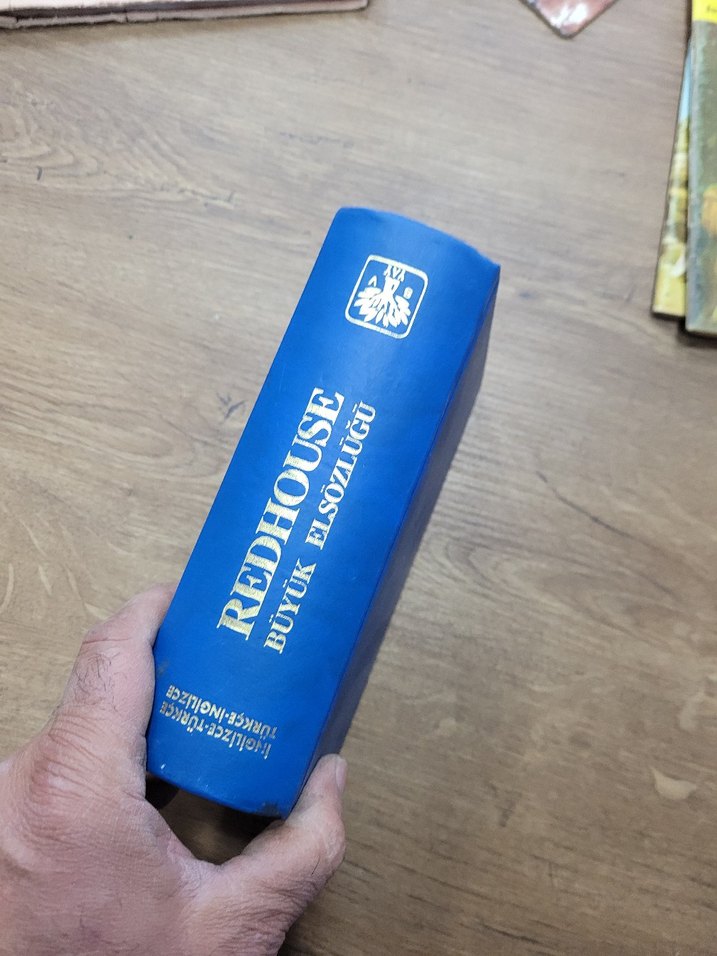 REDHOUSE
BÜYÜK ELSÖZLÜĞÜ
İNGİLİZCE-TÜRKÇE
TÜRKÇE-İNGİLİZCE